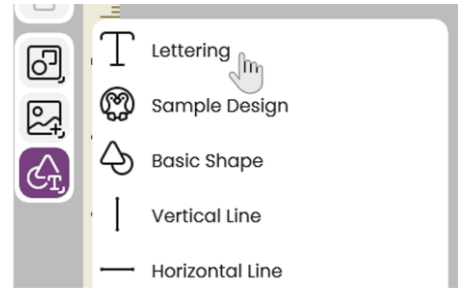 Lettering
Sample Design
Basic Shape
Vertical Line
Horizontal Line